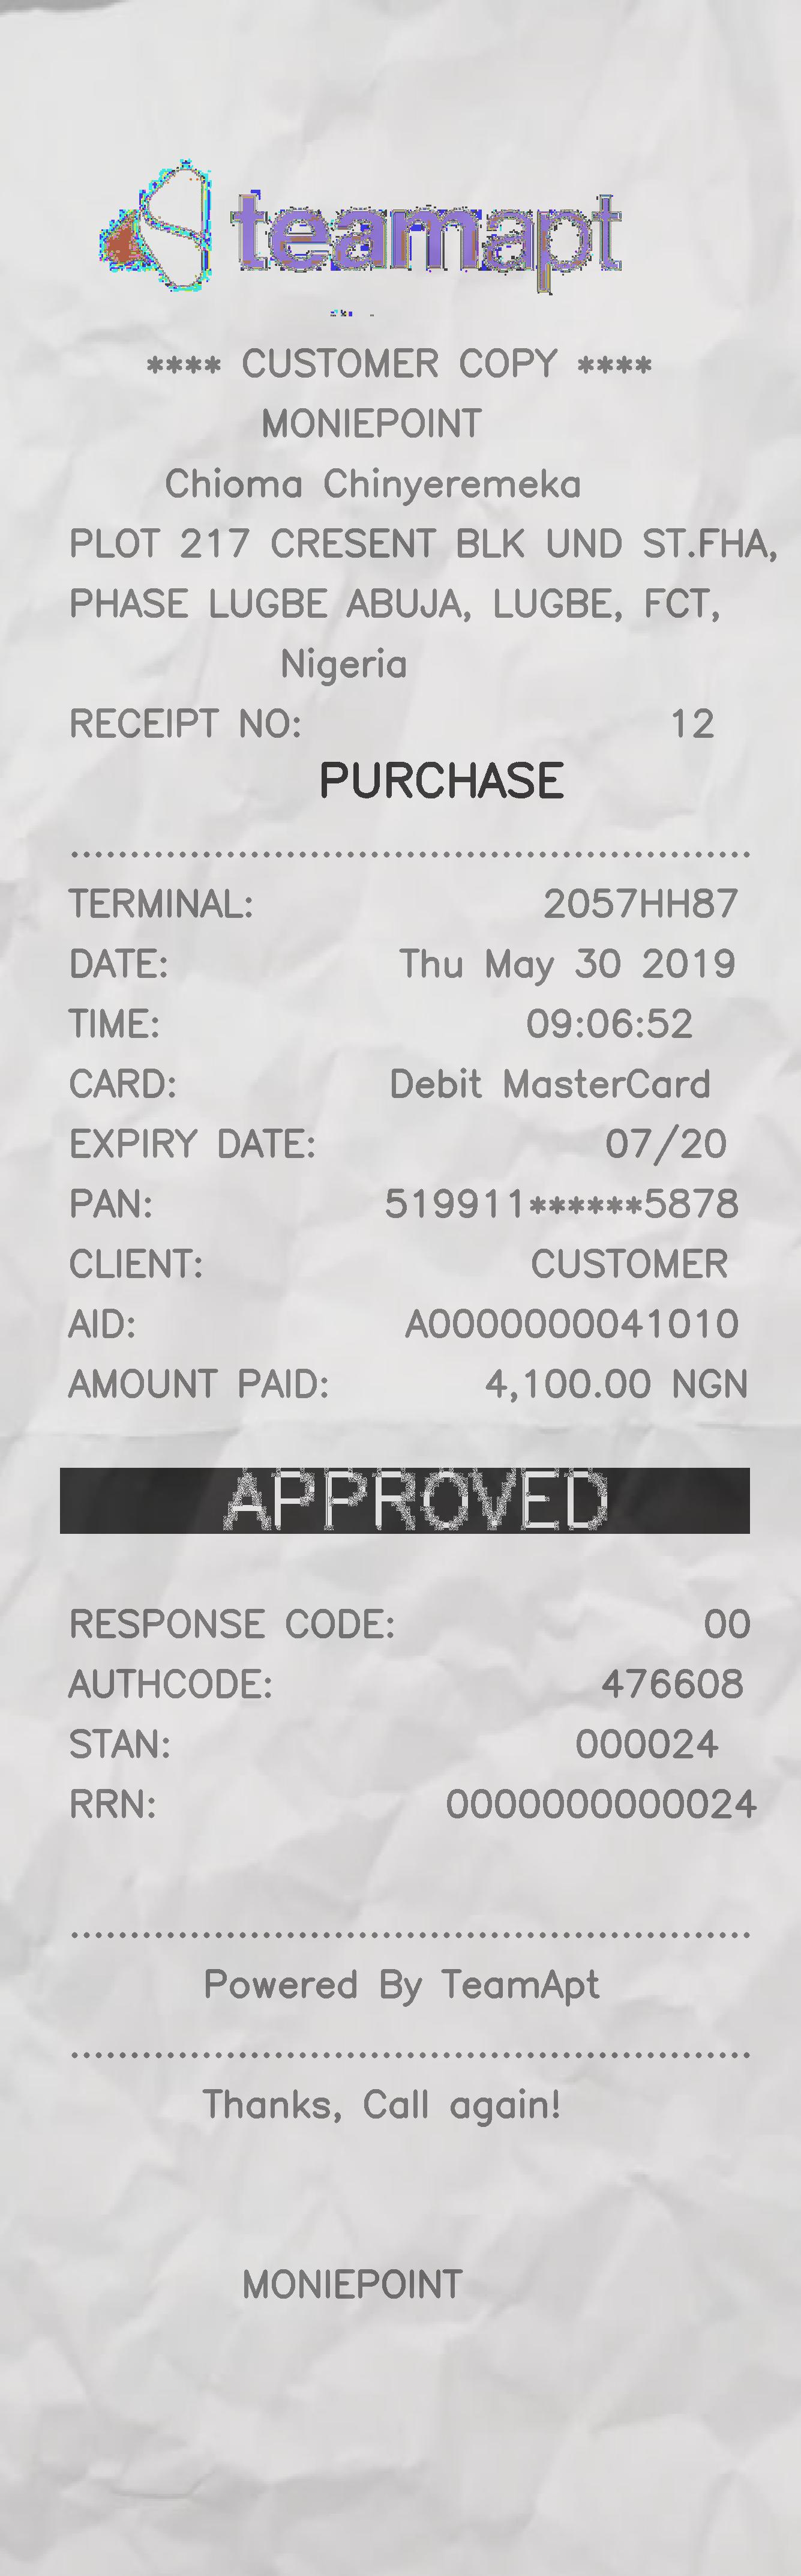 teamapt
**** CUSTOMER COPY ****
MONIEPOINT
Chioma Chinyeremeka
PLOT 217 CRESENT BLK UND ST.FHA,
PHASE LUGBE ABUJA, LUGBE, FCT,
Nigeria
RECEIPT NO: 12
PURCHASE
TERMINAL: 2057HH87
DATE: Thu May 30 2019
TIME: 09:06:52
CARD: Debit MasterCard
EXPIRY DATE: 07/20
PAN: 519911******5878
CLIENT: CUSTOMER
AID: A0000000041010
AMOUNT PAID: 4,100.00 NGN
APPROVED
RESPONSE CODE: 00
AUTHCODE: 476608
STAN: 000024
RRN: 0000000000024
Powered By TeamApt
Thanks, Call again!
MONIEPOINT